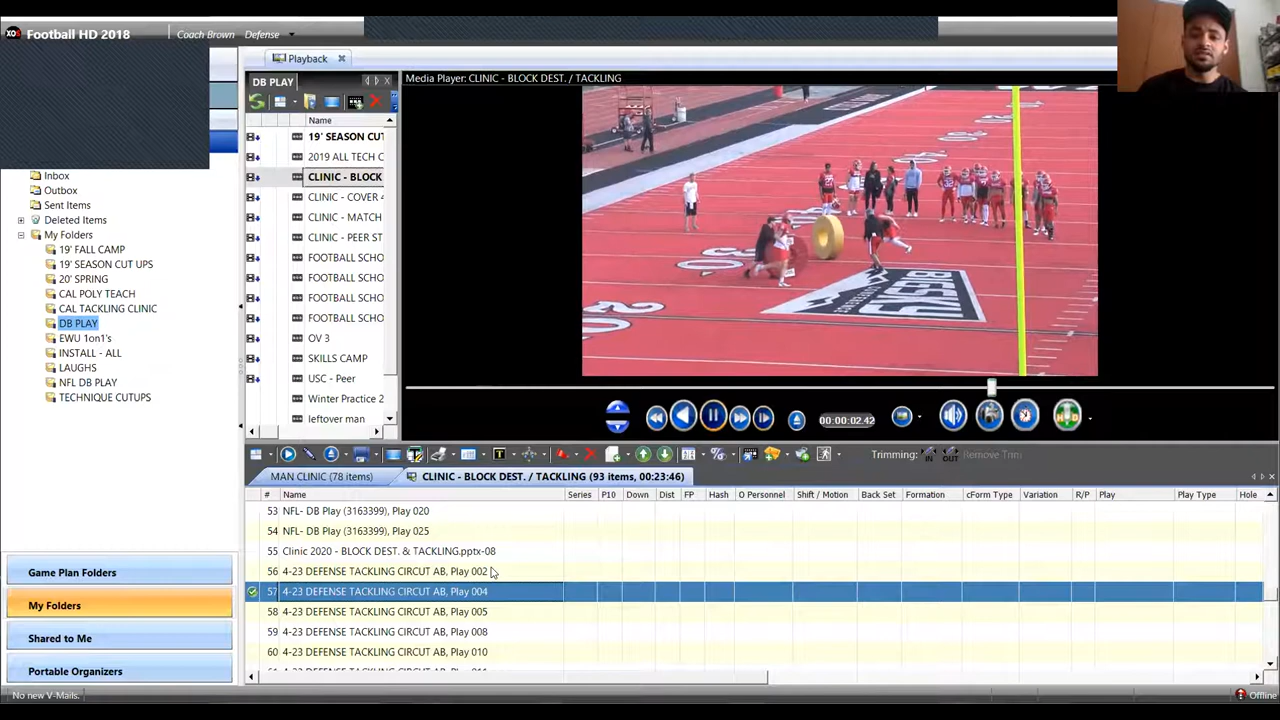 XOS Football HD 2018 Coach Brown Defense
Playback
DB PLAY
Media Player: CLINIC - BLOCK DEST. / TACKLING
Name
19' SEASON CUT
2019 ALL TECH C
CLINIC - BLOCK
CLINIC - COVER 4
CLINIC - MATCH
CLINIC - PEER ST
FOOTBALL SCHO
FOOTBALL SCHO
FOOTBALL SCHO
FOOTBALL SCHO
OV 3
SKILLS CAMP
USC - Peer
Winter Practice 2
leftover man
Inbox
Outbox
Sent Items
Deleted Items
My Folders
19' FALL CAMP
19' SEASON CUT UPS
20' SPRING
CAL POLY TEACH
CAL TACKLING CLINIC
DB PLAY
EWU 1on1's
INSTALL - ALL
LAUGHS
NFL DB PLAY
TECHNIQUE CUTUPS
BIG SKY
00:00:02.42
Trimming: IN OUT Remove Trim
MAN CLINIC (78 items)
CLINIC - BLOCK DEST. / TACKLING (93 items, 00:23:46)
# Name Series P10 Down Dist FP Hash O Personnel Shift / Motion Back Set Formation cForm Type Variation R/P Play Play Type Hole
53 NFL- DB Play (3163399), Play 020
54 NFL- DB Play (3163399), Play 025
55 Clinic 2020 - BLOCK DEST. & TACKLING.pptx-08
56 4-23 DEFENSE TACKLING CIRCUT AB, Play 002
57 4-23 DEFENSE TACKLING CIRCUT AB, Play 004
58 4-23 DEFENSE TACKLING CIRCUT AB, Play 005
59 4-23 DEFENSE TACKLING CIRCUT AB, Play 008
60 4-23 DEFENSE TACKLING CIRCUT AB, Play 010
Game Plan Folders
My Folders
Shared to Me
Portable Organizers
No new V-Mails.
Offline